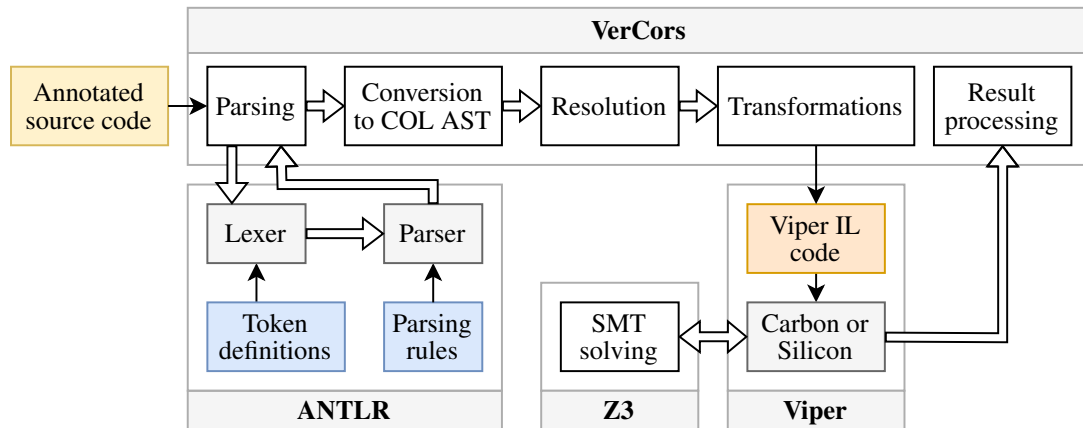 VerCors
Annotated
source code
Parsing
Conversion
to COL AST
Resolution
Transformations
Result
processing
Lexer
Parser
Viper IL
code
Token
definitions
Parsing
rules
SMT
solving
Carbon or
Silicon
ANTLR
Z3
Viper